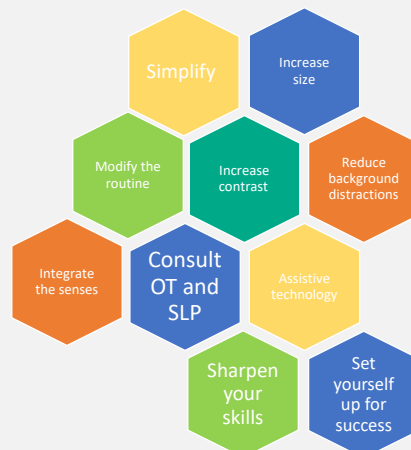 Simplify
Increase
size
Modify the
routine
Increase
contrast
Reduce
background
distractions
Integrate
the senses
Consult
OT and
SLP
Assistive
technology
Sharpen
your
skills
Set
yourself
up for
success